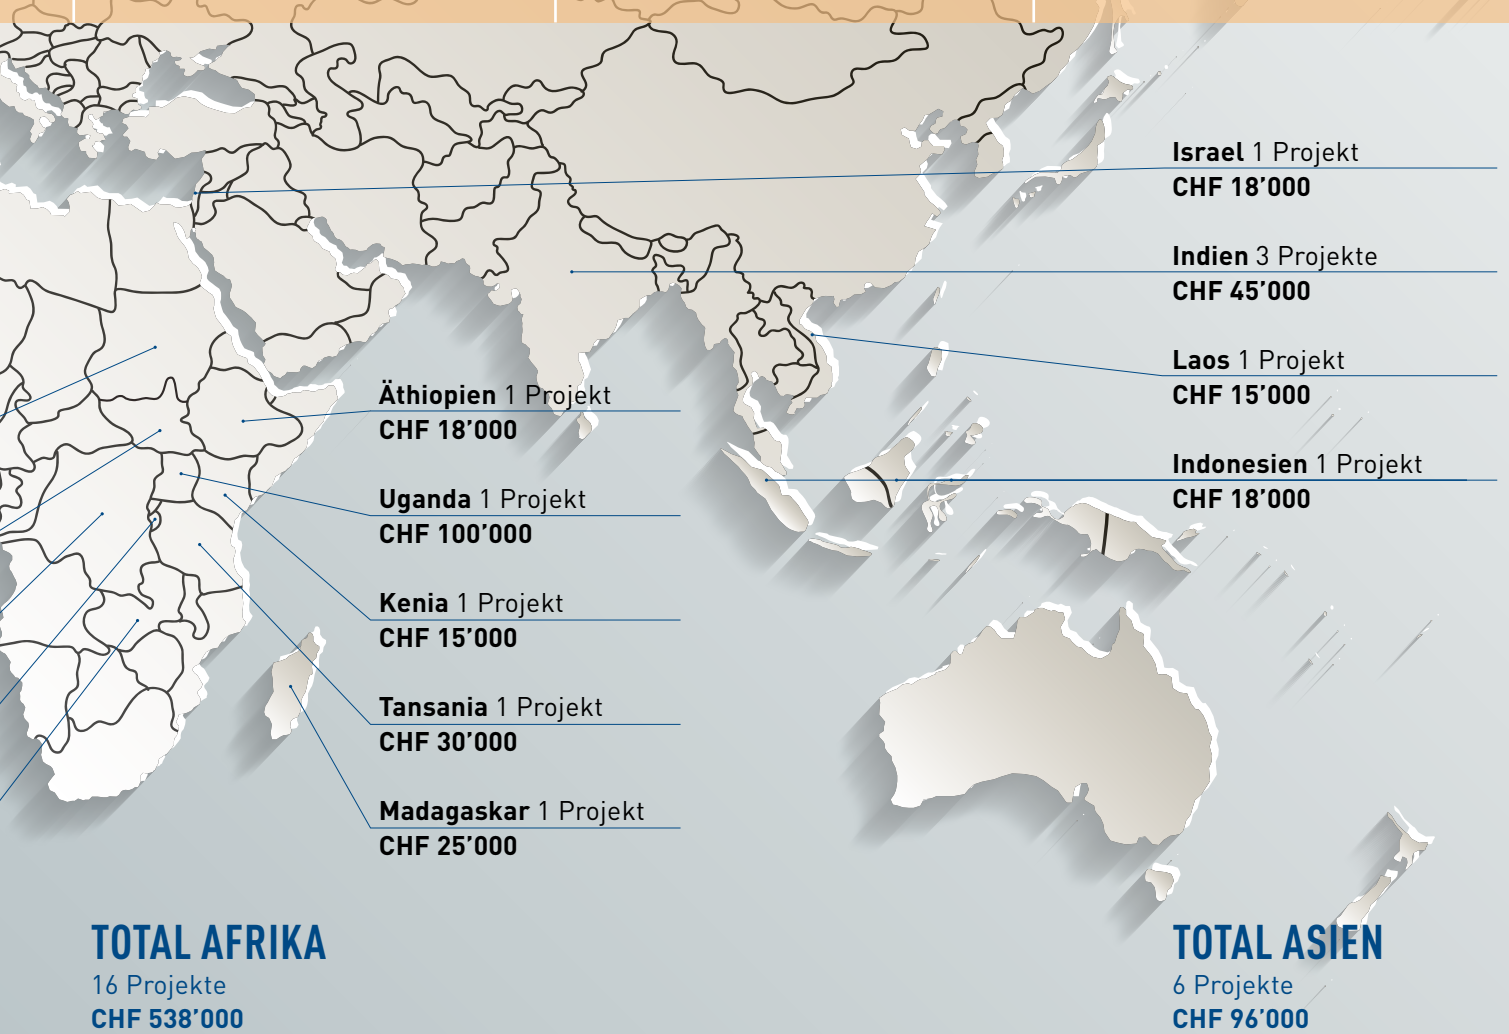 Israel 1 Projekt
CHF 18’000
Indien 3 Projekte
CHF 45’000
Laos 1 Projekt
CHF 15’000
Indonesien 1 Projekt
CHF 18’000
Äthiopien 1 Projekt
CHF 18’000
Uganda 1 Projekt
CHF 100’000
Kenia 1 Projekt
CHF 15’000
Tansania 1 Projekt
CHF 30’000
Madagaskar 1 Projekt
CHF 25’000
TOTAL AFRIKA
16 Projekte
CHF 538’000
TOTAL ASIEN
6 Projekte
CHF 96’000